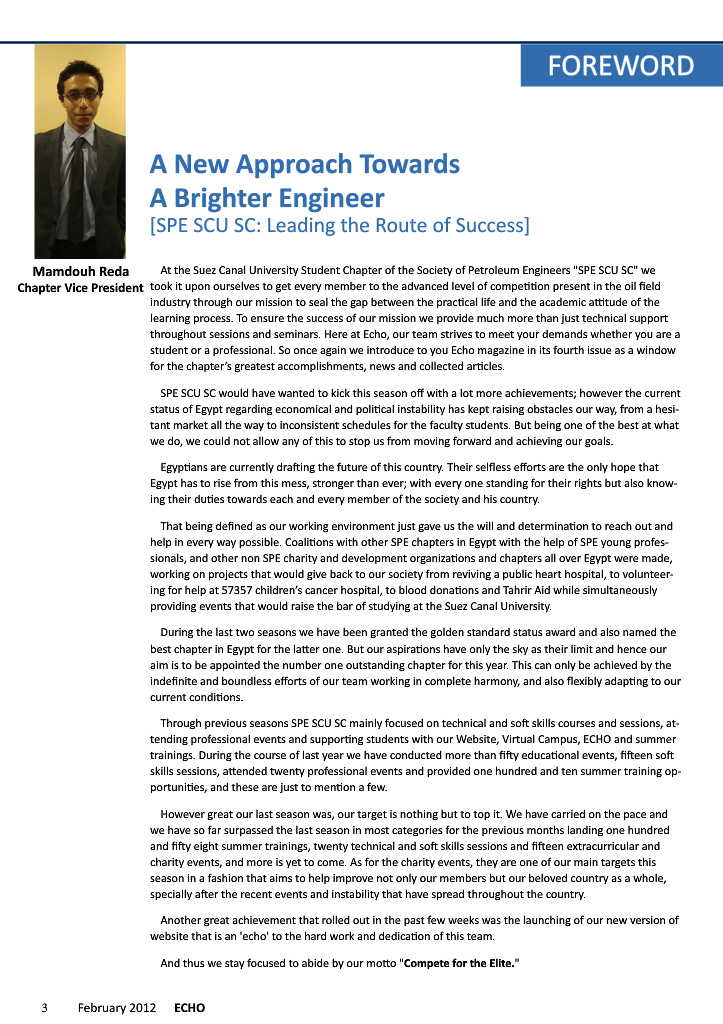 FOREWORD
A New Approach Towards
A Brighter Engineer
[SPE SCU SC: Leading the Route of Success]
Mamdouh Reda
Chapter Vice President
At the Suez Canal University Student Chapter of the Society of Petroleum Engineers "SPE SCU SC" we
took it upon ourselves to get every member to the advanced level of competition present in the oil field
industry through our mission to seal the gap between the practical life and the academic attitude of the
learning process. To ensure the success of our mission we provide much more than just technical support
throughout sessions and seminars. Here at Echo, our team strives to meet your demands whether you are a
student or a professional. So once again we introduce to you Echo magazine in its fourth issue as a window
for the chapter's greatest accomplishments, news and collected articles.
SPE SCU SC would have wanted to kick this season off with a lot more achievements; however the current
status of Egypt regarding economical and political instability has kept raising obstacles our way, from a hesi-
tant market all the way to inconsistent schedules for the faculty students. But being one of the best at what
we do, we could not allow any of this to stop us from moving forward and achieving our goals.
Egyptians are currently drafting the future of this country. Their selfless efforts are the only hope that
Egypt has to rise from this mess, stronger than ever; with every one standing for their rights but also know-
ing their duties towards each and every member of the society and his country.
That being defined as our working environment just gave us the will and determination to reach out and
help in every way possible. Coalitions with other SPE chapters in Egypt with the help of SPE young profes-
sionals, and other non SPE charity and development organizations and chapters all over Egypt were made,
working on projects that would give back to our society from reviving a public heart hospital, to volunteer-
ing for help at 57357 children's cancer hospital, to blood donations and Tahrir Aid while simultaneously
providing events that would raise the bar of studying at the Suez Canal University.
During the last two seasons we have been granted the golden standard status award and also named the
best chapter in Egypt for the latter one. But our aspirations have only the sky as their limit and hence our
aim is to be appointed the number one outstanding chapter for this year. This can only be achieved by the
indefinite and boundless efforts of our team working in complete harmony, and also flexibly adapting to our
current conditions.
Through previous seasons SPE SCU SC mainly focused on technical and soft skills courses and sessions, at-
tending professional events and supporting students with our Website, Virtual Campus, ECHO and summer
trainings. During the course of last year we have conducted more than fifty educational events, fifteen soft
skills sessions, attended twenty professional events and provided one hundred and ten summer training op-
portunities, and these are just to mention a few.
However great our last season was, our target is nothing but to top it. We have carried on the pace and
we have so far surpassed the last season in most categories for the previous months landing one hundred
and fifty eight summer trainings, twenty technical and soft skills sessions and fifteen extracurricular and
charity events, and more is yet to come. As for the charity events, they are one of our main targets this
season in a fashion that aims to help improve not only our members but our beloved country as a whole,
specially after the recent events and instability that have spread throughout the country.
Another great achievement that rolled out in the past few weeks was the launching of our new version of
website that is an 'echo' to the hard work and dedication of this team.
And thus we stay focused to abide by our motto "Compete for the Elite."
3 February 2012 ECHO